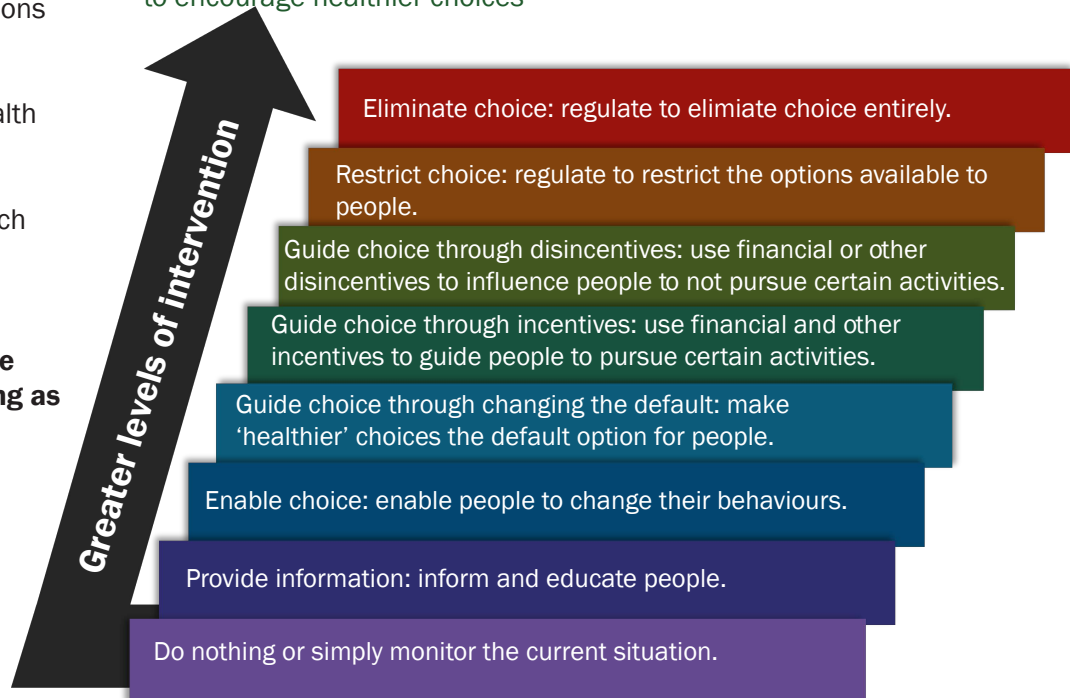 ons
to encourage healthier choices
alth
ch
e
ng as
Greater levels of intervention
Eliminate choice: regulate to elimiate choice entirely.
Restrict choice: regulate to restrict the options available to
people.
Guide choice through disincentives: use financial or other
disincentives to influence people to not pursue certain activities.
Guide choice through incentives: use financial and other
incentives to guide people to pursue certain activities.
Guide choice through changing the default: make
‘healthier’ choices the default option for people.
Enable choice: enable people to change their behaviours.
Provide information: inform and educate people.
Do nothing or simply monitor the current situation.